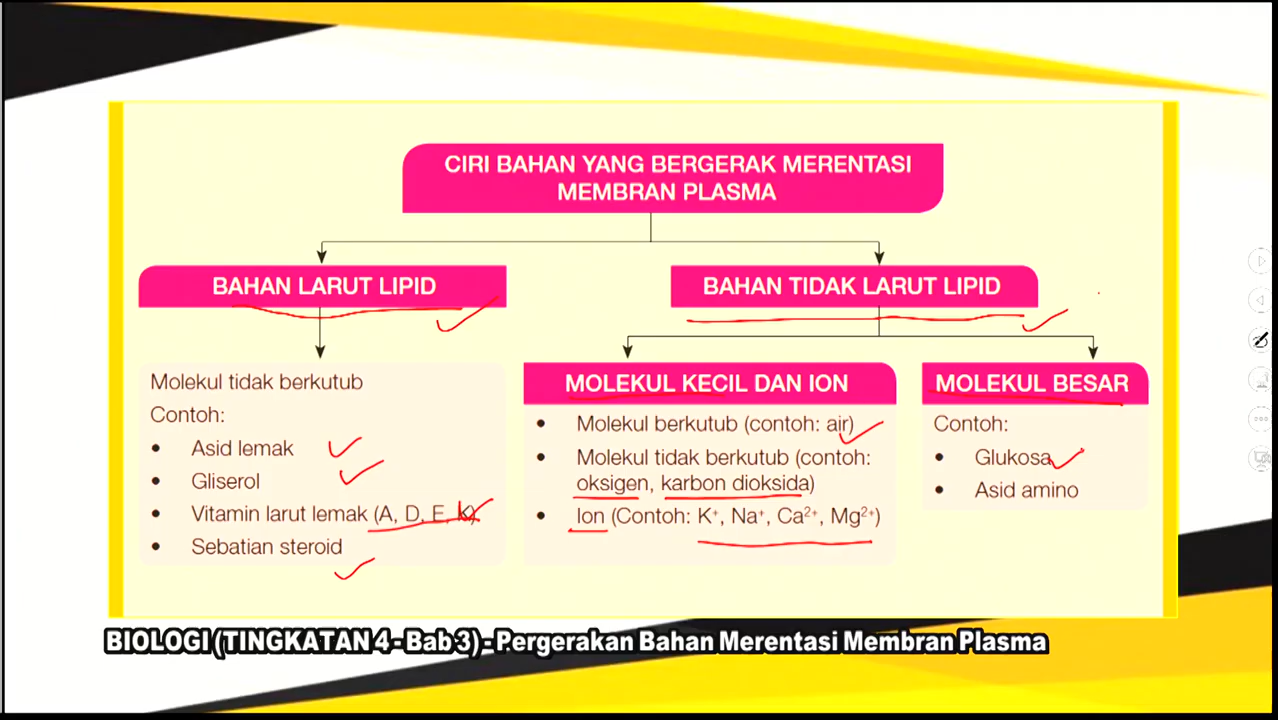 CIRI BAHAN YANG BERGERAK MERENTASI
MEMBRAN PLASMA
BAHAN LARUT LIPID
BAHAN TIDAK LARUT LIPID
Molekul tidak berkutub
Contoh:
• Asid lemak
• Gliserol
• Vitamin larut lemak (A, D, E, K)
• Sebatian steroid
MOLEKUL KECIL DAN ION
• Molekul berkutub (contoh: air)
• Molekul tidak berkutub (contoh:
oksigen, karbon dioksida)
• Ion (Contoh: K⁺, Na⁺, Ca²⁺, Mg²⁺)
MOLEKUL BESAR
Contoh:
• Glukosa
• Asid amino
BIOLOGI (TINGKATAN 4 - Bab 3) - Pergerakan Bahan Merentasi Membran Plasma